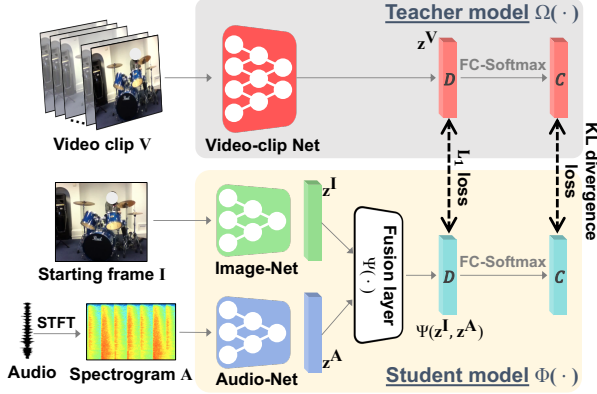 Teacher model Ω(·)
z^V
D
FC-Softmax
C
Video clip V
Video-clip Net
L₁ loss
KL divergence
loss
z^I
Starting frame I
Image-Net
Fusion layer
Ψ(·)
D
FC-Softmax
C
STFT
Ψ(z^I, z^A)
z^A
Audio
Spectrogram A
Audio-Net
Student model Φ(·)